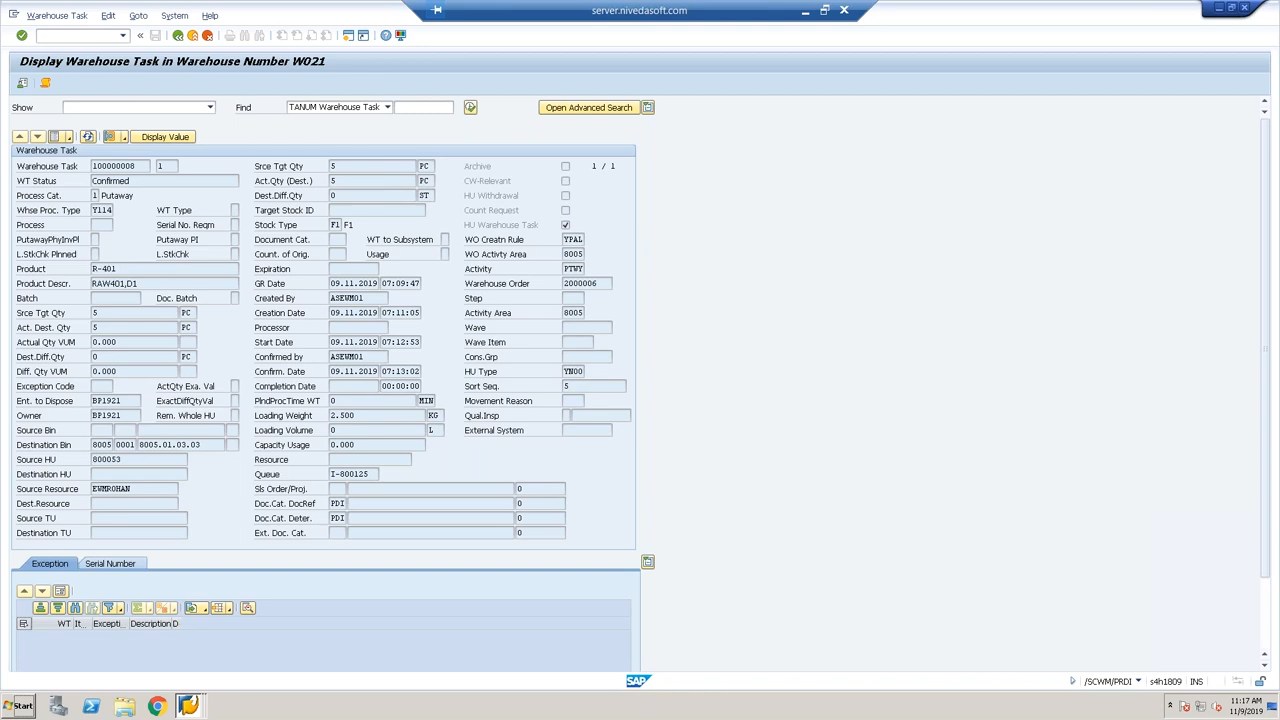 server.nivedasoft.com
Warehouse Task Edit Goto System Help
Display Warehouse Task in Warehouse Number W021
Show Find TANUM Warehouse Task Open Advanced Search
Display Value
Warehouse Task
Warehouse Task 100000008 1 Srce Tgt Qty 5 PC Archive 1 / 1
WT Status Confirmed Act.Qty (Dest.) 5 PC CW-Relevant
Process Cat. 1 Putaway Dest.Diff.Qty 0 ST HU Withdrawal
Whse Proc. Type Y114 WT Type Target Stock ID Count Request
Process Serial No. Reqm Stock Type F1 F1 HU Warehouse Task
PutawayPhyInvPl Putaway PI Document Cat. WT to Subsystem WO Creatn Rule YPAL
L.StkChk Plnned L.StkChk Count. of Orig. Usage WO Activty Area 8005
Product R-401 Expiration Activity PTWY
Product Descr. RAW401,D1 GR Date 09.11.2019 07:09:47 Warehouse Order 2000006
Batch Doc. Batch Created By ASEWM01 Step
Srce Tgt Qty 5 PC Creation Date 09.11.2019 07:11:05 Activity Area 8005
Act. Dest. Qty 5 PC Processor Wave
Actual Qty VUM 0.000 Start Date 09.11.2019 07:12:53 Wave Item
Dest.Diff.Qty 0 PC Confirmed by ASEWM01 Cons.Grp
Diff. Qty VUM 0.000 Confirm. Date 09.11.2019 07:13:02 HU Type YN00
Exception Code ActQty Exa. Val Completion Date 00:00:00 Sort Seq. 5
Ent. to Dispose BP1921 ExactDiffQtyVal PlndProcTime WT 0 MIN Movement Reason
Owner BP1921 Rem. Whole HU Loading Weight 2.500 KG Qual.Insp
Source Bin Loading Volume 0 L External System
Destination Bin 8005 0001 8005.01.03.03 Capacity Usage 0.000
Source HU 800053 Resource
Destination HU Queue I-800125
Source Resource EWMROHAN Sls Order/Proj. 0
Dest.Resource Doc.Cat. DocRef PDI 0
Source TU Doc.Cat. Deter. PDI 0
Destination TU Ext. Doc. Cat. 0
Exception Serial Number
WT It... Excepti... Description D
SAP /SCWM/PRDI s4h1809 INS
Start 11:17 AM
11/9/2019